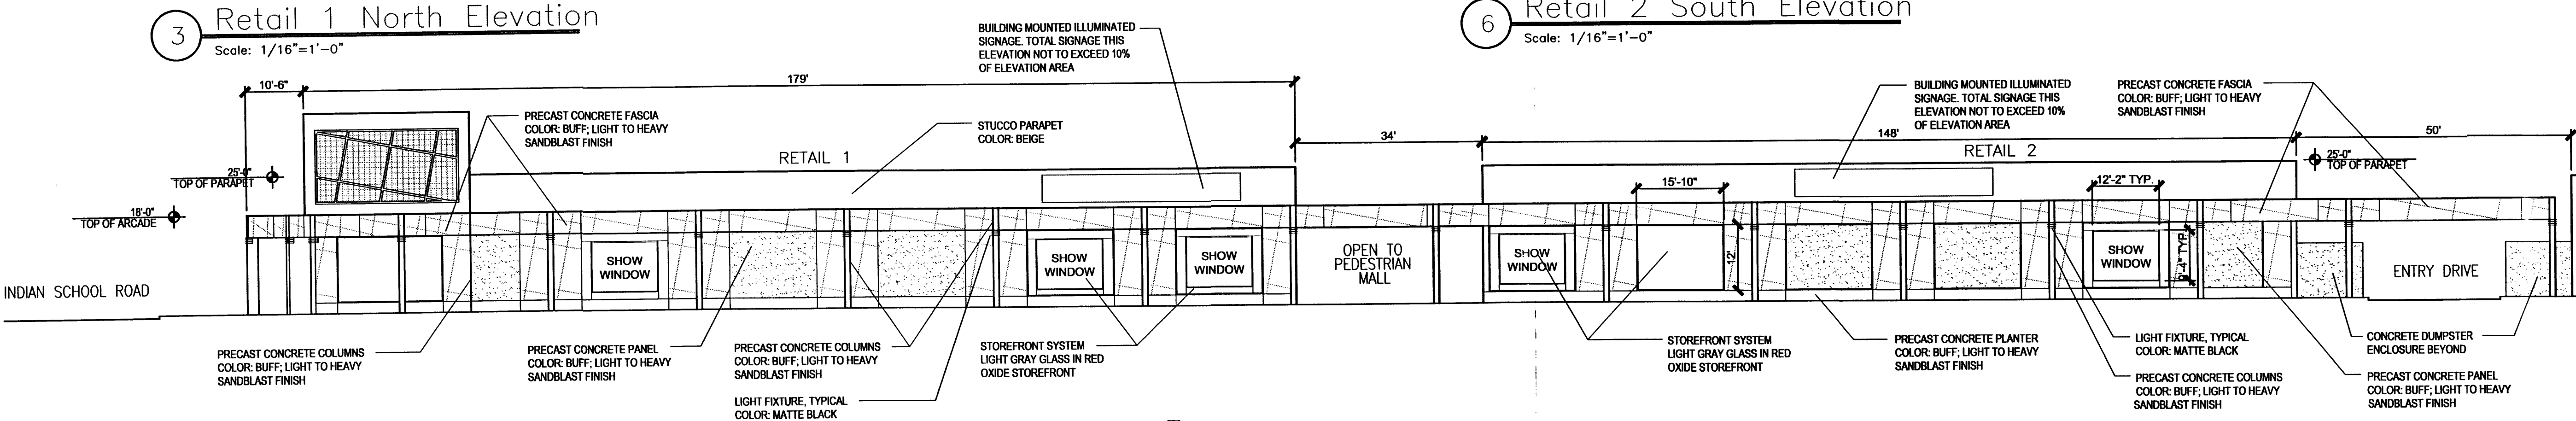 3
Retail 1 North Elevation
Scale: 1/16"=1'-0"
6
Retail 2 South Elevation
Scale: 1/16"=1'-0"
BUILDING MOUNTED ILLUMINATED
SIGNAGE. TOTAL SIGNAGE THIS
ELEVATION NOT TO EXCEED 10%
OF ELEVATION AREA
10'-6"
179'
PRECAST CONCRETE FASCIA
COLOR: BUFF; LIGHT TO HEAVY
SANDBLAST FINISH
STUCCO PARAPET
COLOR: BEIGE
RETAIL 1
34'
BUILDING MOUNTED ILLUMINATED
SIGNAGE. TOTAL SIGNAGE THIS
ELEVATION NOT TO EXCEED 10%
OF ELEVATION AREA
PRECAST CONCRETE FASCIA
COLOR: BUFF; LIGHT TO HEAVY
SANDBLAST FINISH
148'
50'
RETAIL 2
25'-0"
TOP OF PARAPET
25'-0"
TOP OF PARAPET
18'-0"
TOP OF ARCADE
15'-10"
12'-2" TYP.
INDIAN SCHOOL ROAD
SHOW
WINDOW
SHOW
WINDOW
SHOW
WINDOW
OPEN TO
PEDESTRIAN
MALL
SHOW
WINDOW
12'
SHOW
WINDOW
9'-4" TYP.
ENTRY DRIVE
PRECAST CONCRETE COLUMNS
COLOR: BUFF; LIGHT TO HEAVY
SANDBLAST FINISH
PRECAST CONCRETE PANEL
COLOR: BUFF; LIGHT TO HEAVY
SANDBLAST FINISH
PRECAST CONCRETE COLUMNS
COLOR: BUFF; LIGHT TO HEAVY
SANDBLAST FINISH
LIGHT FIXTURE, TYPICAL
COLOR: MATTE BLACK
STOREFRONT SYSTEM
LIGHT GRAY GLASS IN RED
OXIDE STOREFRONT
STOREFRONT SYSTEM
LIGHT GRAY GLASS IN RED
OXIDE STOREFRONT
PRECAST CONCRETE PLANTER
COLOR: BUFF; LIGHT TO HEAVY
SANDBLAST FINISH
LIGHT FIXTURE, TYPICAL
COLOR: MATTE BLACK
PRECAST CONCRETE COLUMNS
COLOR: BUFF; LIGHT TO HEAVY
SANDBLAST FINISH
CONCRETE DUMPSTER
ENCLOSURE BEYOND
PRECAST CONCRETE PANEL
COLOR: BUFF; LIGHT TO HEAVY
SANDBLAST FINISH